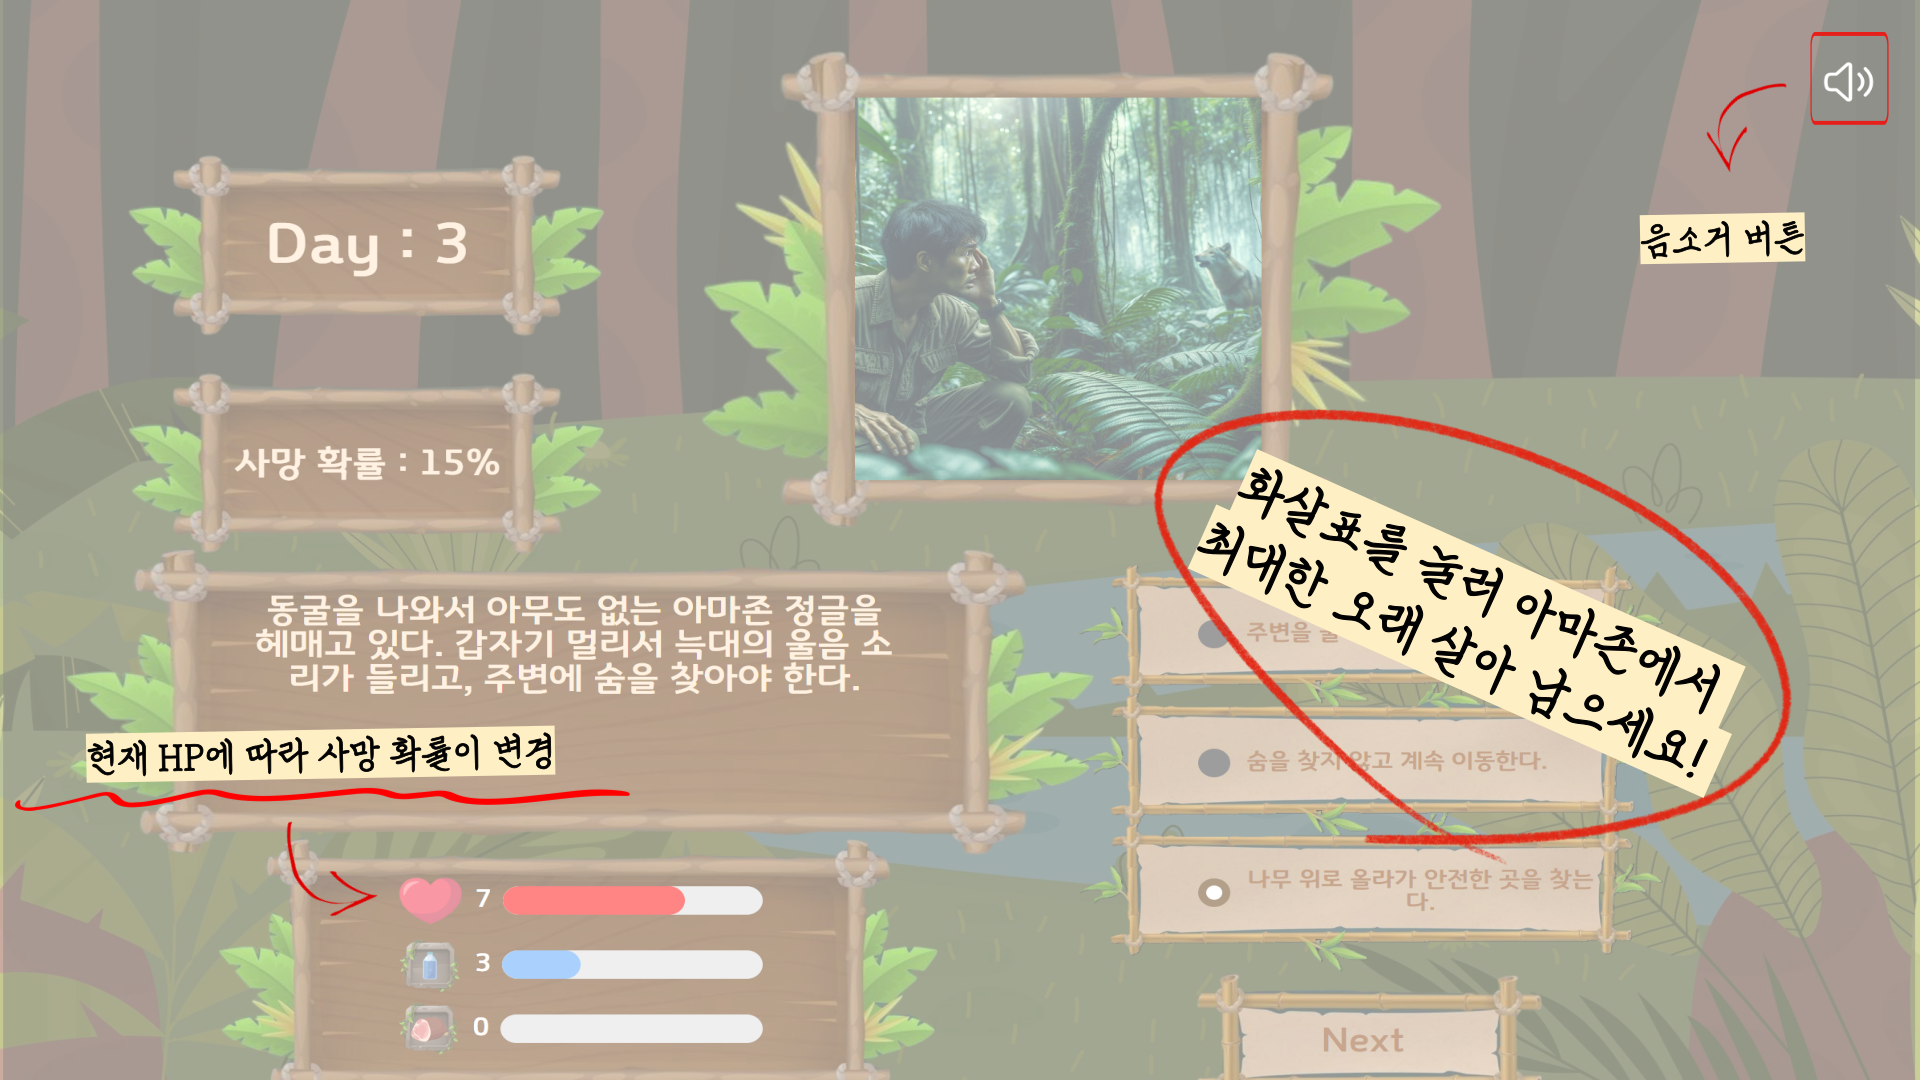 Day : 3
음소거 버튼
사망 확률 : 15%
동굴을 나와서 아무도 없는 아마존 정글을
헤매고 있다. 갑자기 멀리서 늑대의 울음 소
리가 들리고, 주변에 숨을 찾아야 한다.
현재 HP에 따라 사망 확률이 변경
7
3
0
화살표를 눌러 아마존에서
최대한 오래 살아 남으세요!
주변을
숨을 찾지 않고 계속 이동한다.
나무 위로 올라가 안전한 곳을 찾는
다.
Next